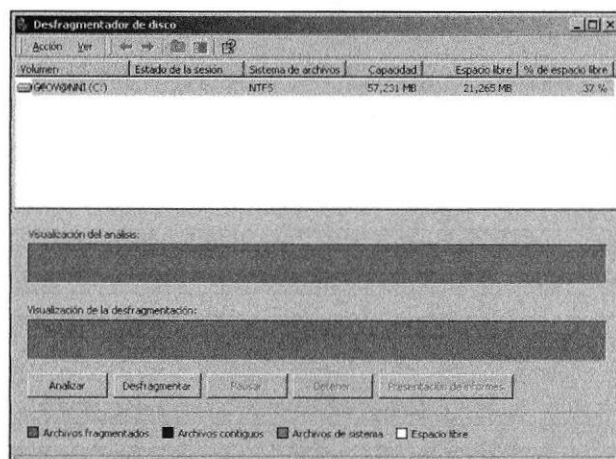 Desfragmentador de disco
Acción Ver
Volumen Estado de la sesión Sistema de archivos Capacidad Espacio libre % de espacio libre
GEOV@NNI (C:) NTFS 57,231 MB 21,265 MB 37 %
Visualización del análisis:
Visualización de la desfragmentación:
Analizar Desfragmentar Pausar Detener Presentación de informes
Archivos fragmentados Archivos contiguos Archivos de sistema Espacio libre